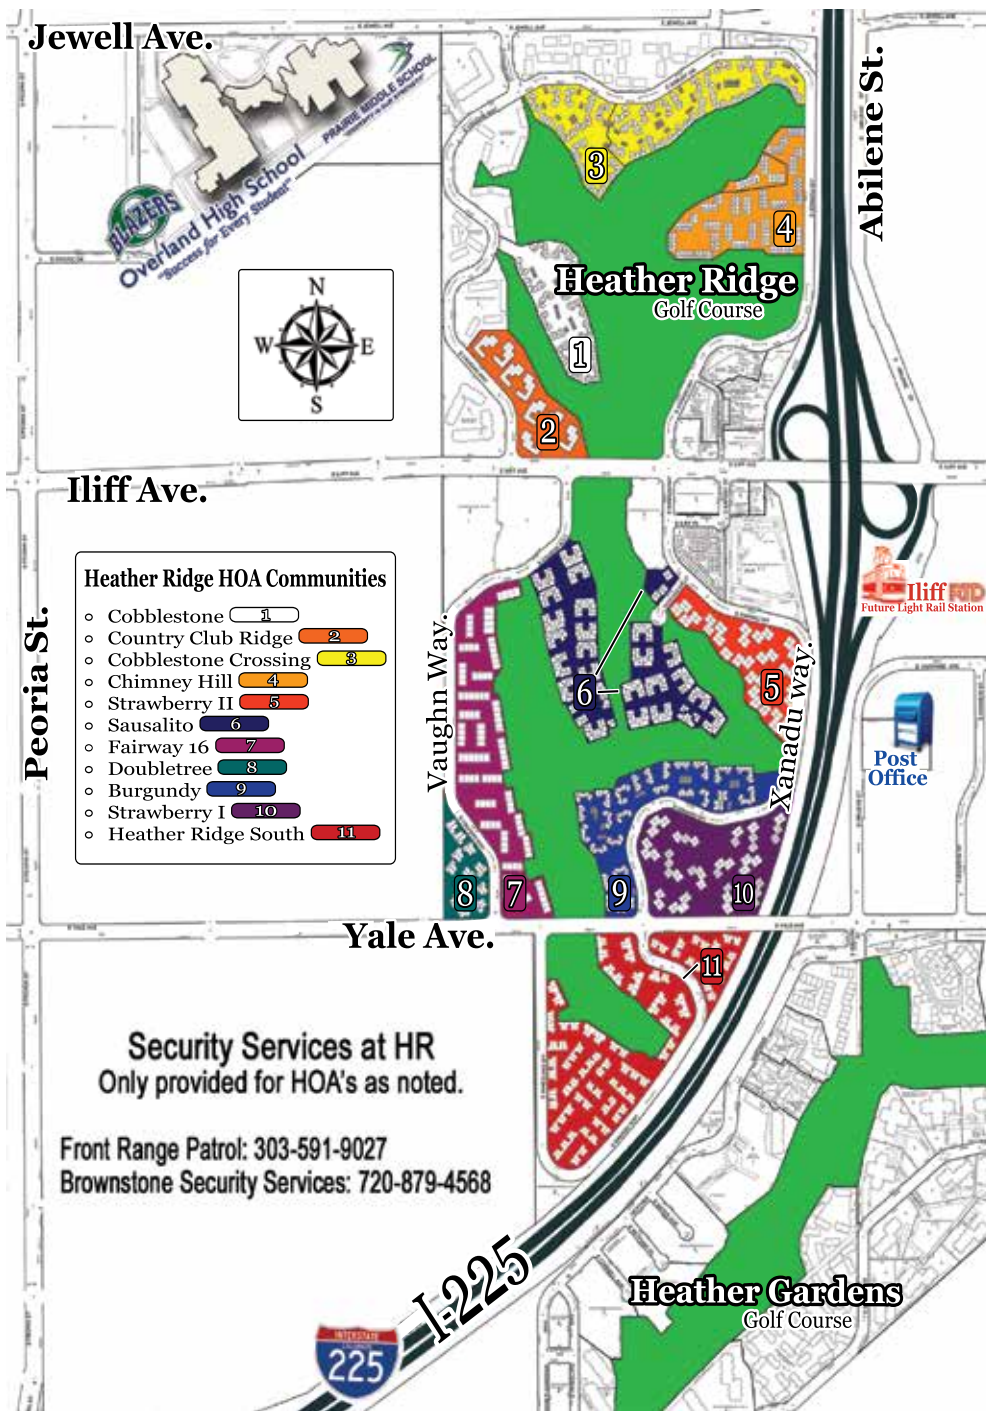 Jewell Ave.
Abilene St.
PRAIRIE MIDDLE SCHOOL
BLAZERS
Overland High School
"Success for Every Student"
3
4
Heather Ridge
Golf Course
N
W E
S
1
2
Iliff Ave.
Iliff RTD
Future Light Rail Station
Heather Ridge HOA Communities
Cobblestone 1
Country Club Ridge 2
Cobblestone Crossing 3
Chimney Hill 4
Strawberry II 5
Sausalito 6
Fairway 16 7
Doubletree 8
Burgundy 9
Strawberry I 10
Heather Ridge South 11
Peoria St.
Vaughn Way.
Xanadu way.
6
5
Post
Office
8
7
9
10
Yale Ave.
11
Security Services at HR
Only provided for HOA's as noted.
Front Range Patrol: 303-591-9027
Brownstone Security Services: 720-879-4568
I-225
INTERSTATE
225
Heather Gardens
Golf Course